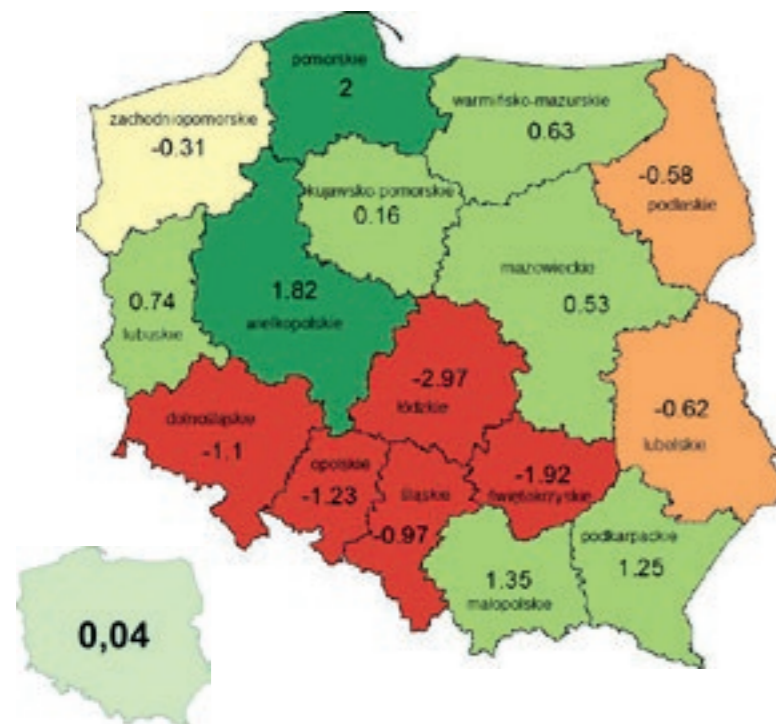 pomorskie
2
zachodniopomorskie
-0.31
warmińsko-mazurskie
0.63
-0.58
podlaskie
kujawsko pomorskie
0.16
mazowieckie
0.53
0.74
lubuskie
1.82
wielkopolskie
-2.97
łódzkie
-0.62
lubelskie
dolnośląskie
-1.1
opolskie
-1.23
śląskie
-0.97
-1.92
świętokrzyskie
podkarpackie
1.25
1.35
małopolskie
0,04